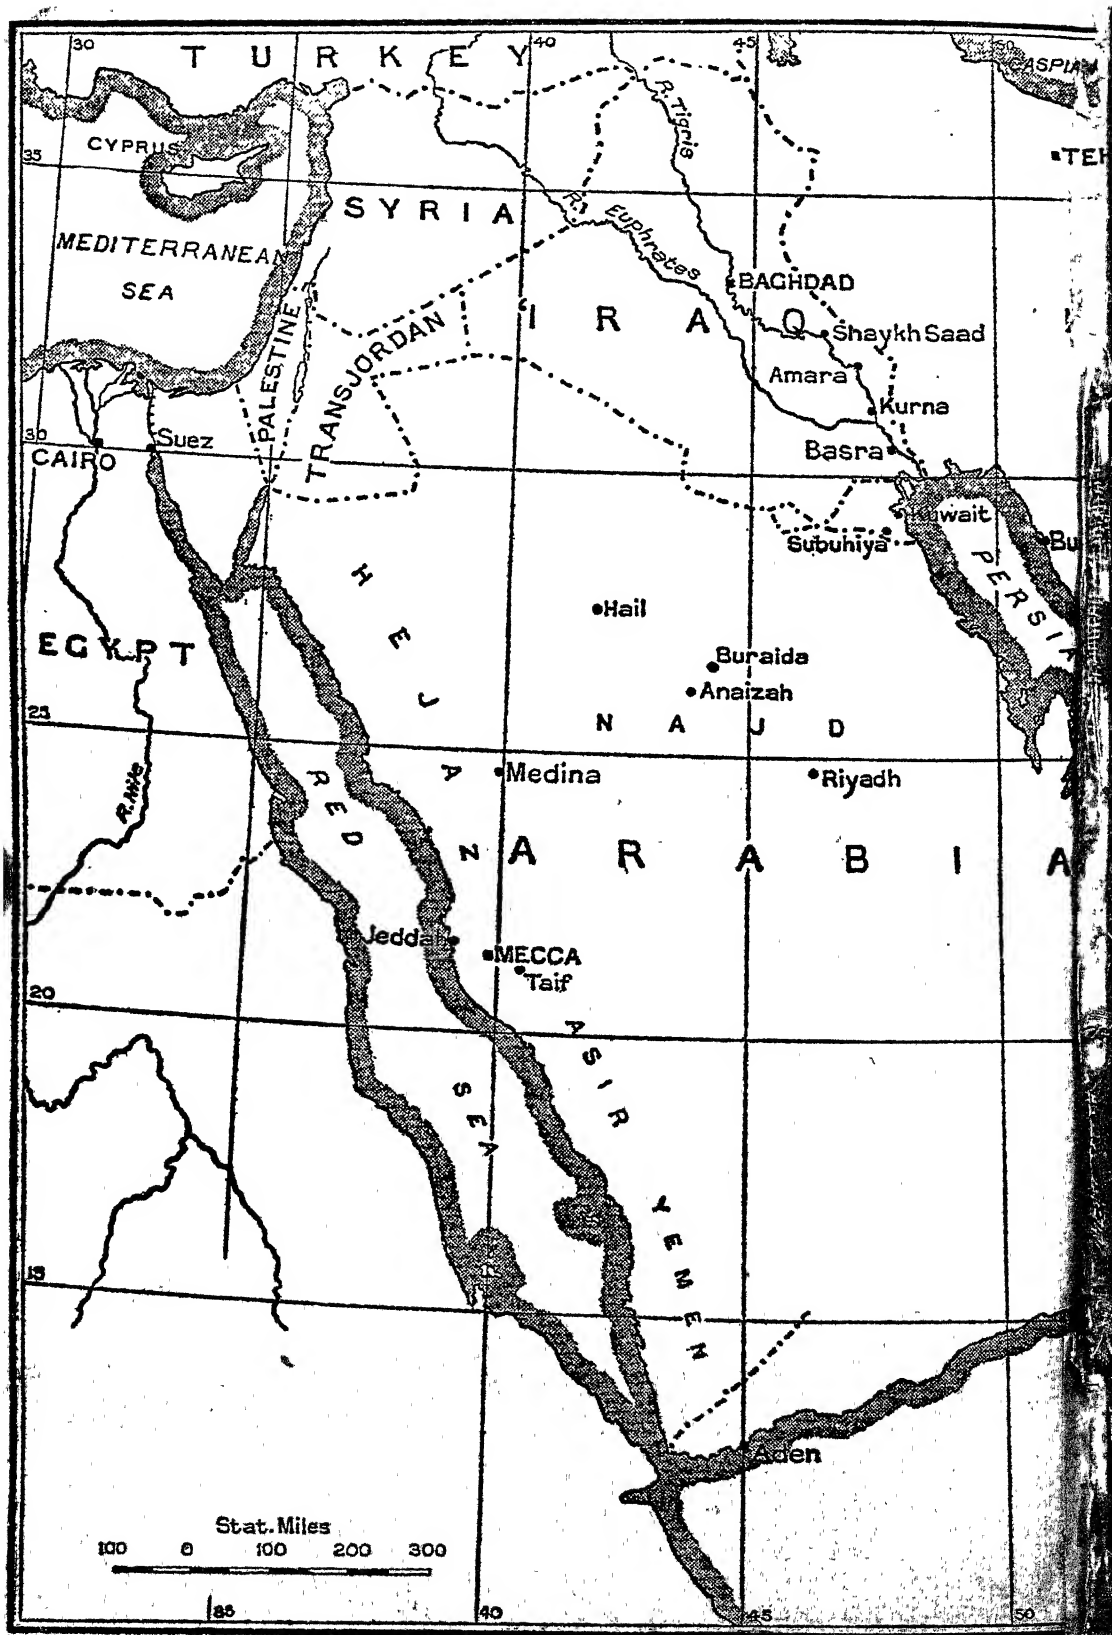 30
40
45
50
TURKEY
CASPIA
R. Tigris
CYPRUS
35
TEH
SYRIA
R. Euphrates
MEDITERRANEAN
SEA
BAGHDAD
IRAQ
PALESTINE
TRANSJORDAN
Shaykh Saad
Amara
Kurna
30
Suez
Basra
CAIRO
Kuwait
Subuhiya
Bu
PERSIA
HEJAZ
Hail
EGYPT
Buraida
Anaizah
25
NAJD
R. Nile
RED
SEA
Medina
Riyadh
ARABIA
Jeddah
MECCA
Taif
20
ASIR
YEMEN
15
Aden
Stat. Miles
100 0 100 200 300
35
40
45
50